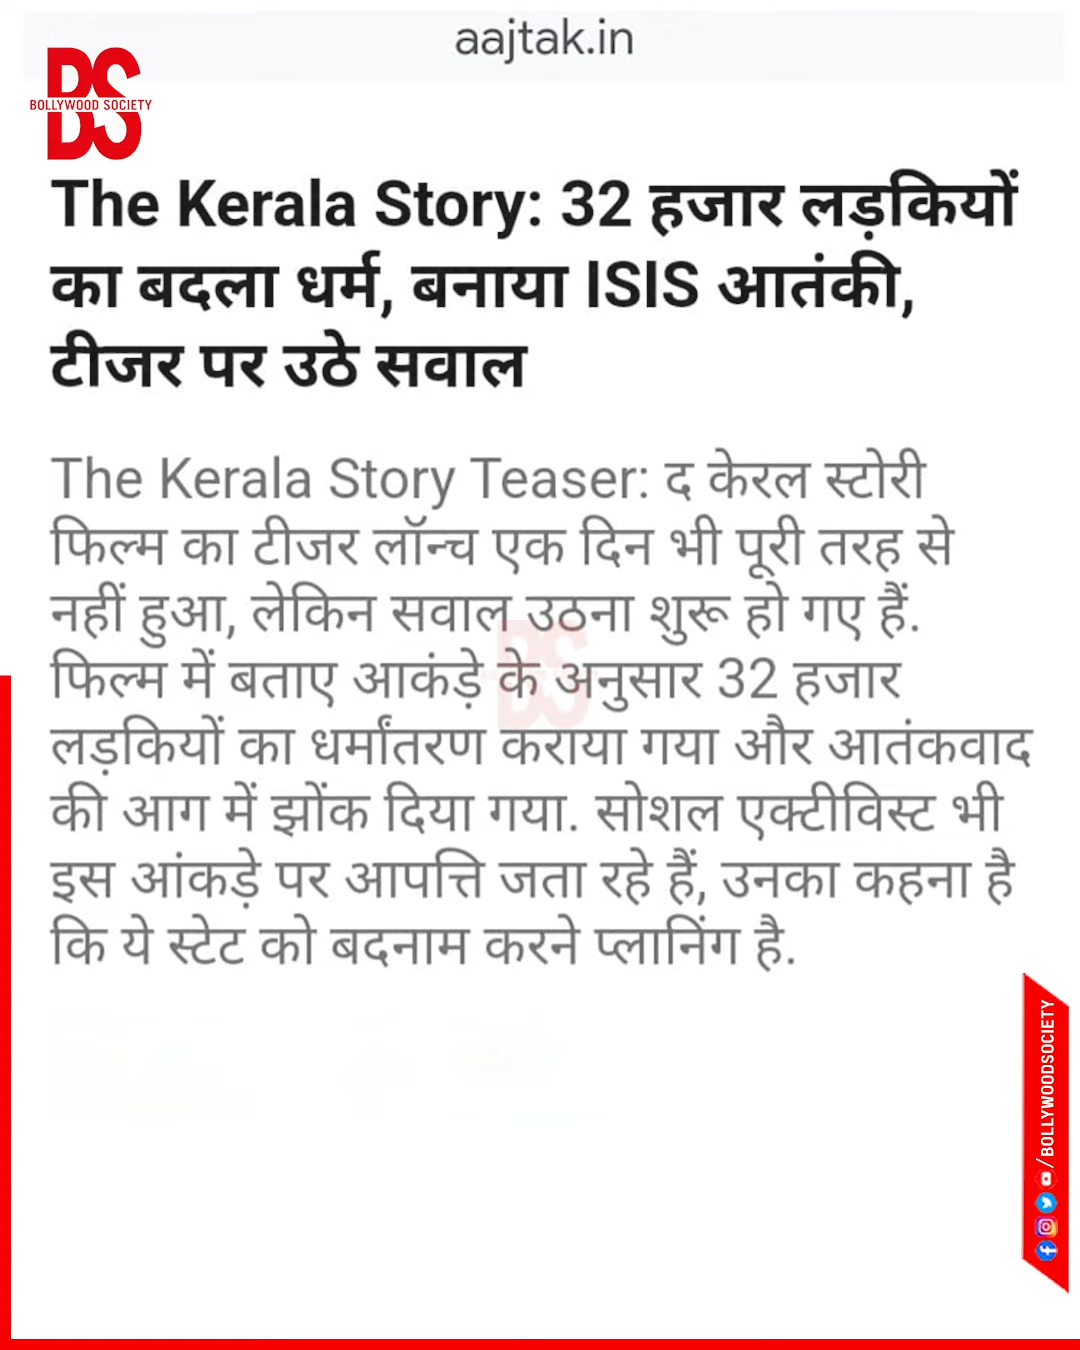 aajtak.in
BS
BOLLYWOOD SOCIETY
The Kerala Story: 32 हजार लड़कियों
का बदला धर्म, बनाया ISIS आतंकी,
टीजर पर उठे सवाल
The Kerala Story Teaser: द केरल स्टोरी
फिल्म का टीजर लॉन्च एक दिन भी पूरी तरह से
नहीं हुआ, लेकिन सवाल उठना शुरू हो गए हैं.
फिल्म में बताए आकंड़े के अनुसार 32 हजार
लड़कियों का धर्मांतरण कराया गया और आतंकवाद
की आग में झोंक दिया गया. सोशल एक्टीविस्ट भी
इस आंकड़े पर आपत्ति जता रहे हैं, उनका कहना है
कि ये स्टेट को बदनाम करने प्लानिंग है.
/BOLLYWOODSOCIETY